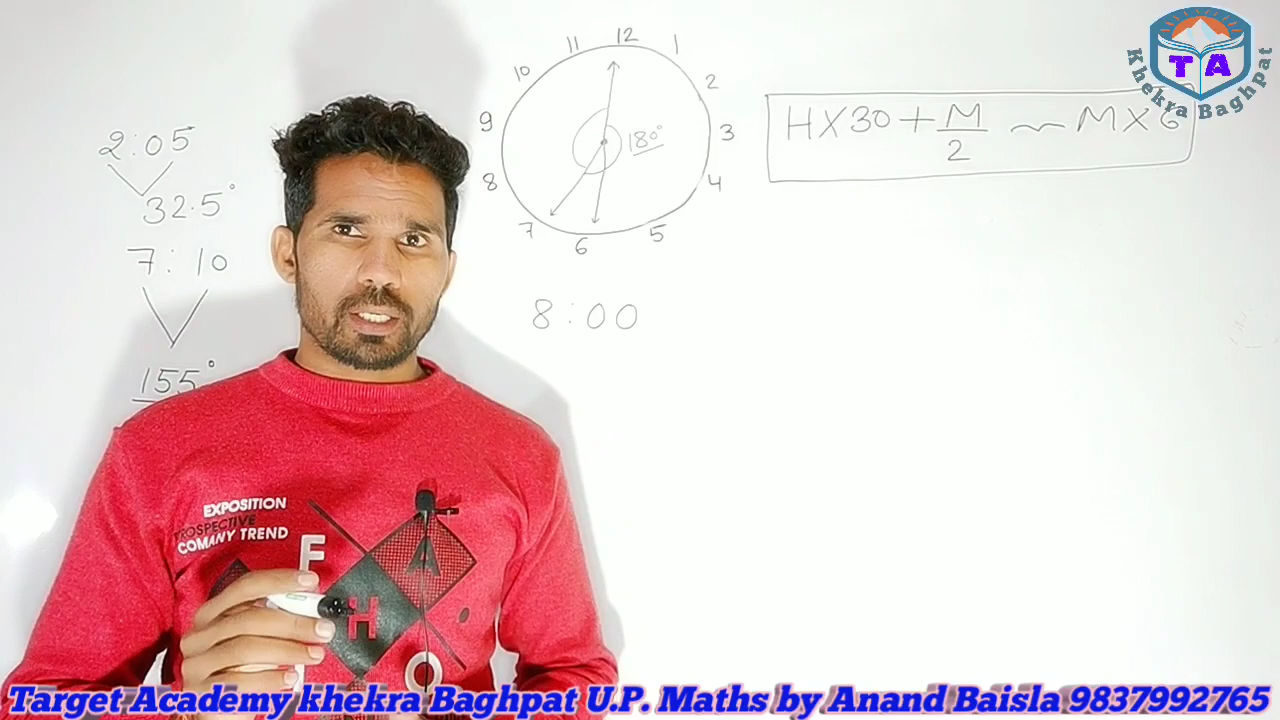 2:05
32.5°
7:10
155°
12
1
2
3
4
5
6
7
8
9
10
11
180°
8:00
H×30+M/2 ~ M×6
T A
Khekra Baghpat
EXPOSITION
ROSPECTIVE
COMANY TREND
F
H
O
Target Academy khekra Baghpat U.P. Maths by Anand Baisla 9837992765